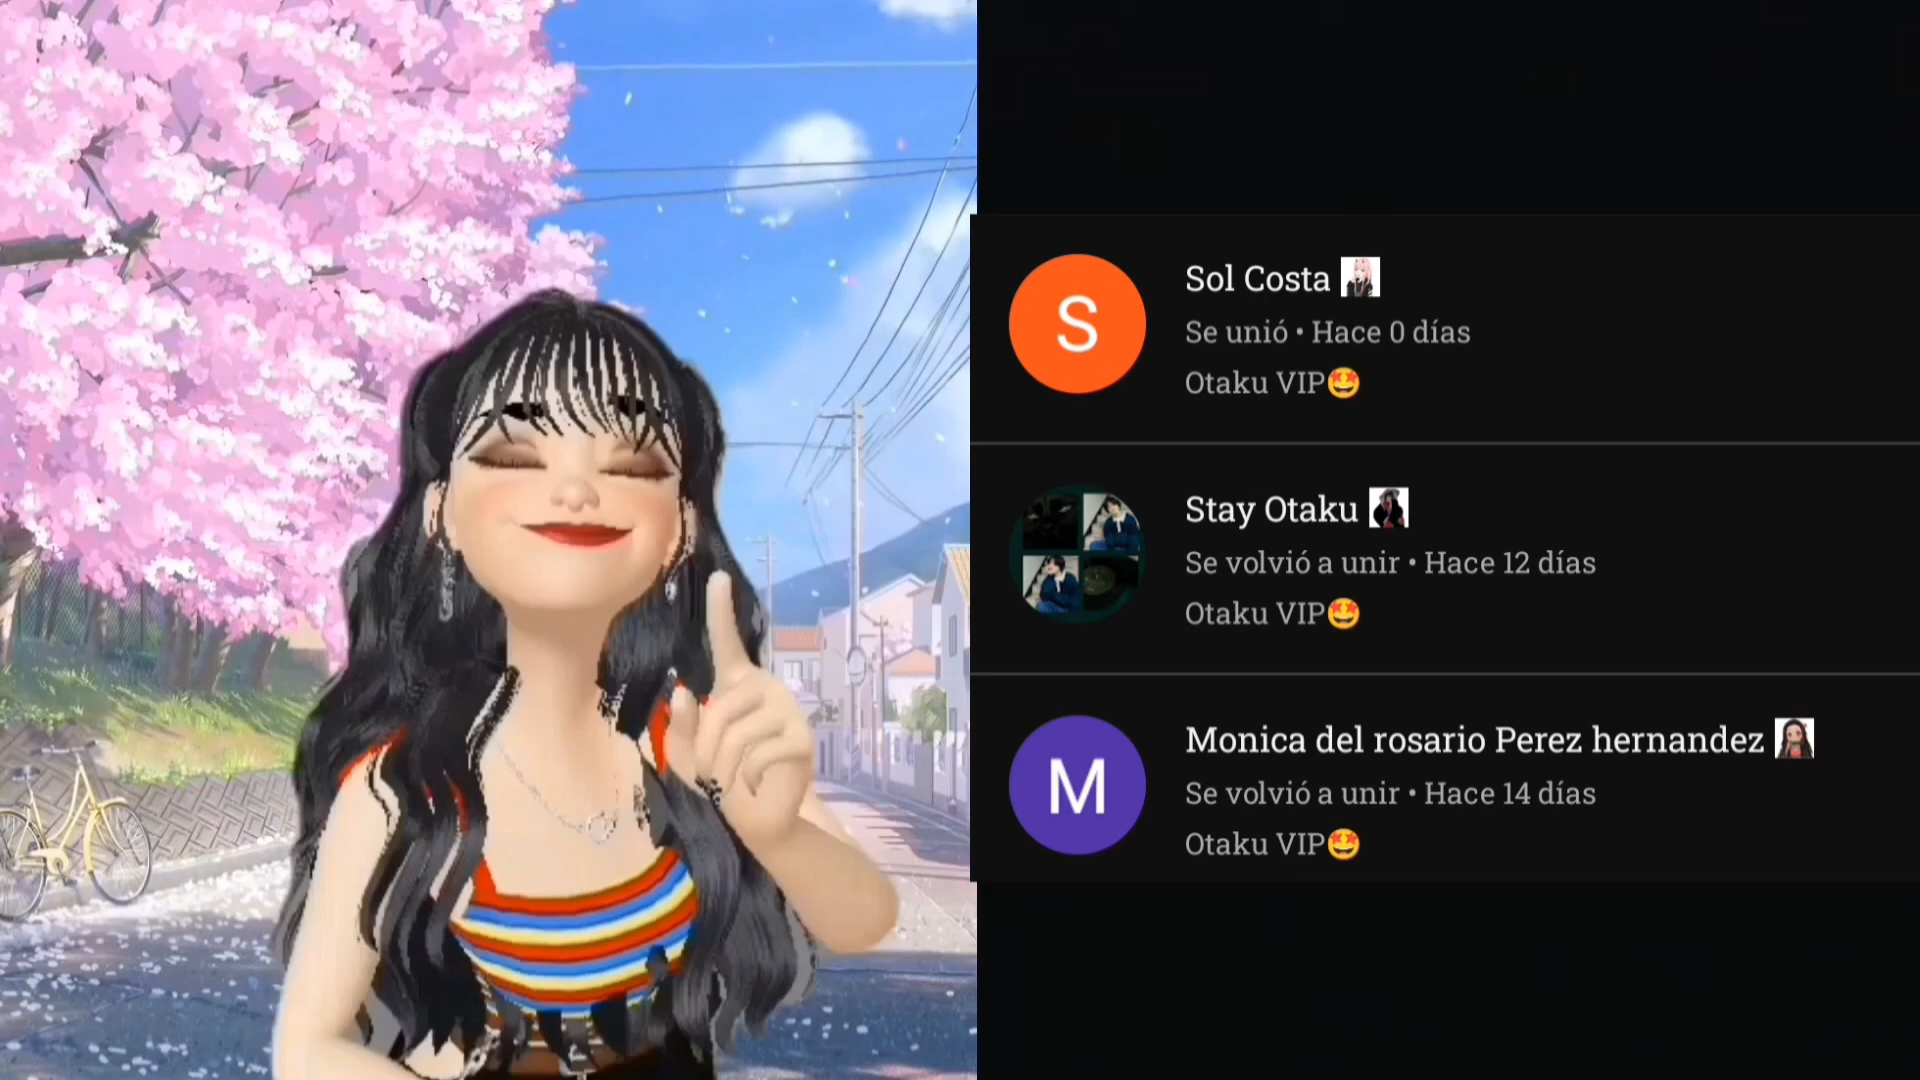 S
Sol Costa
Se unió • Hace 0 días
Otaku VIP🤩
Stay Otaku
Se volvió a unir • Hace 12 días
Otaku VIP🤩
M
Monica del rosario Perez hernandez
Se volvió a unir • Hace 14 días
Otaku VIP🤩